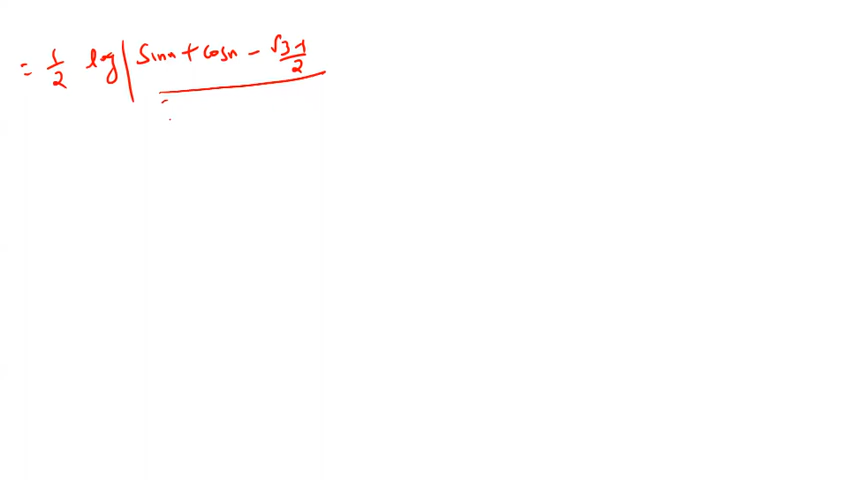 = 1/2 log | sinx + cosx - √3-1/2